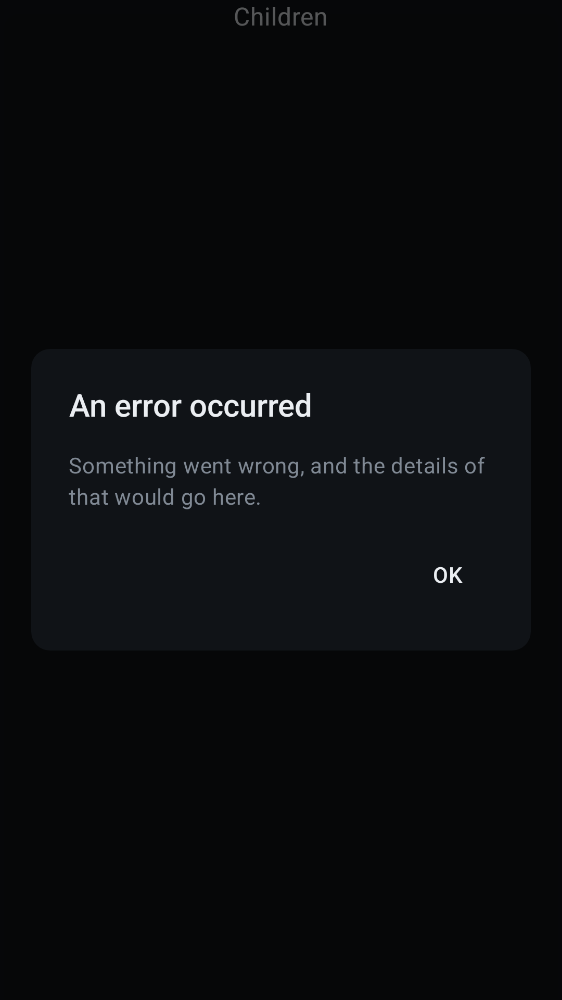 Children
An error occurred
Something went wrong, and the details of
that would go here.
OK